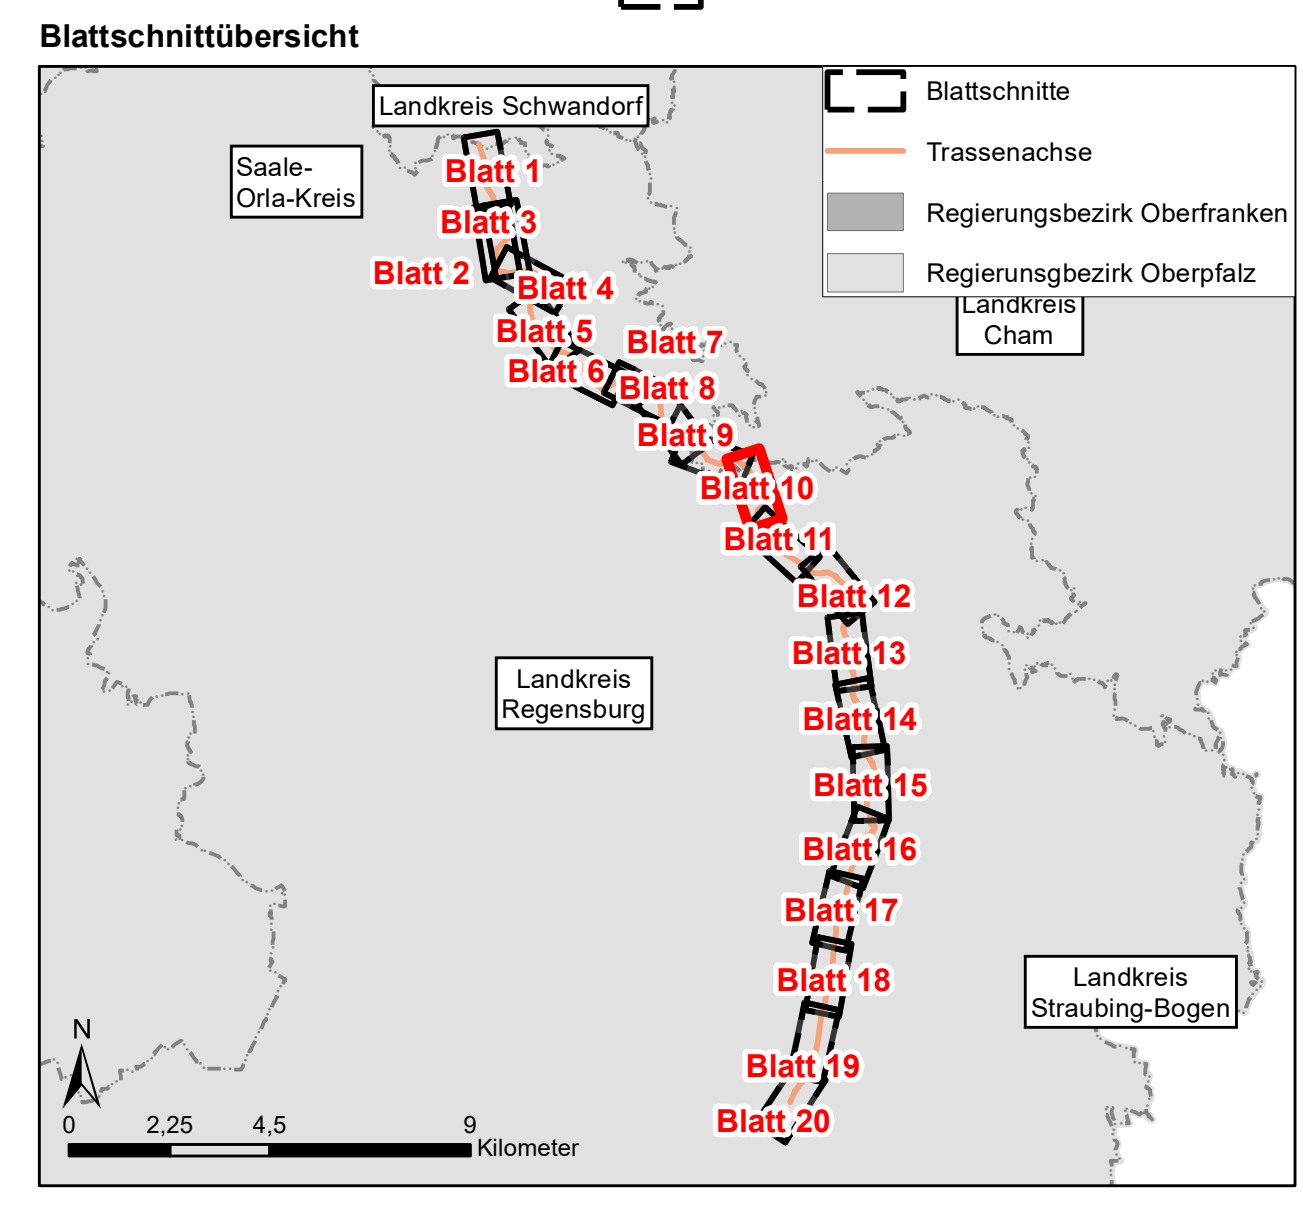 Blattschnittübersicht
Landkreis Schwandorf
Saale-
Orla-Kreis
Blattschnitte
Trassenachse
Regierungsbezirk Oberfranken
Regierunsgbezirk Oberpfalz
Landkreis
Cham
Blatt 1
Blatt 3
Blatt 2
Blatt 4
Blatt 5
Blatt 7
Blatt 6
Blatt 8
Blatt 9
Blatt 10
Blatt 11
Blatt 12
Blatt 13
Landkreis
Regensburg
Blatt 14
Blatt 15
Blatt 16
Blatt 17
Blatt 18
Landkreis
Straubing-Bogen
Blatt 19
Blatt 20
N
0 2,25 4,5 9
Kilometer